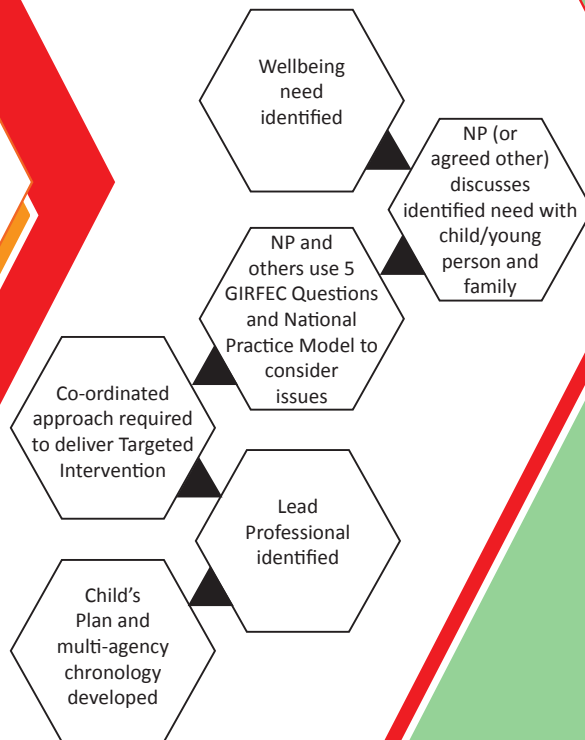 Wellbeing
need
identified
NP (or
agreed other)
discusses
identified need with
child/young
person and
family
NP and
others use 5
GIRFEC Questions
and National
Practice Model to
consider
issues
Co-ordinated
approach required
to deliver Targeted
Intervention
Lead
Professional
identified
Child's
Plan and
multi-agency
chronology
developed